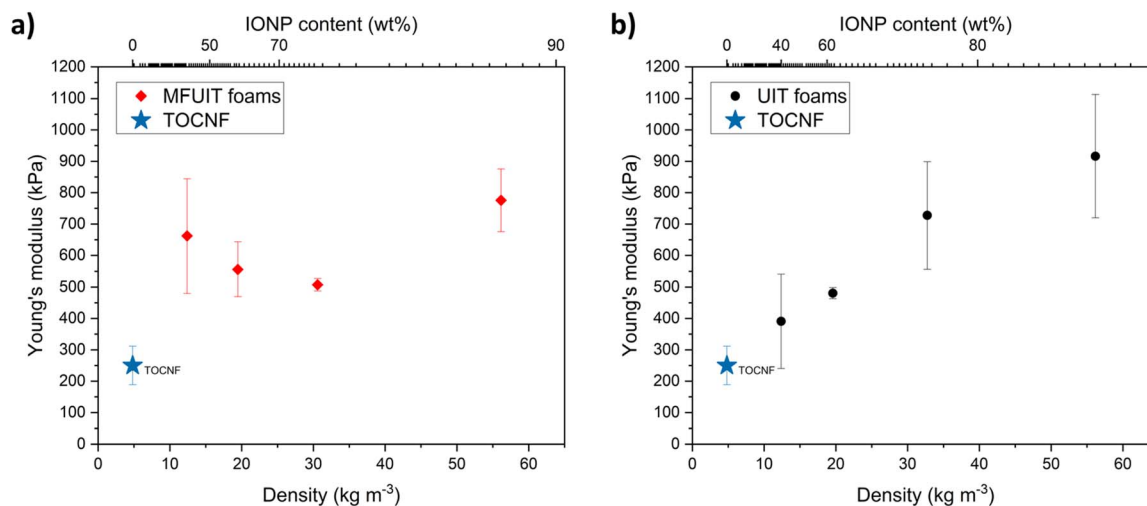 a)
IONP content (wt%)
0 50 70 90
1200
1100
1000
900
800
700
600
500
400
300
200
100
0
Young's modulus (kPa)
MFUIT foams
TOCNF
TOCNF
0 10 20 30 40 50 60
Density (kg m-3)
b)
IONP content (wt%)
0 40 60 80
1200
1100
1000
900
800
700
600
500
400
300
200
100
0
Young's modulus (kPa)
UIT foams
TOCNF
TOCNF
0 10 20 30 40 50 60
Density (kg m-3)